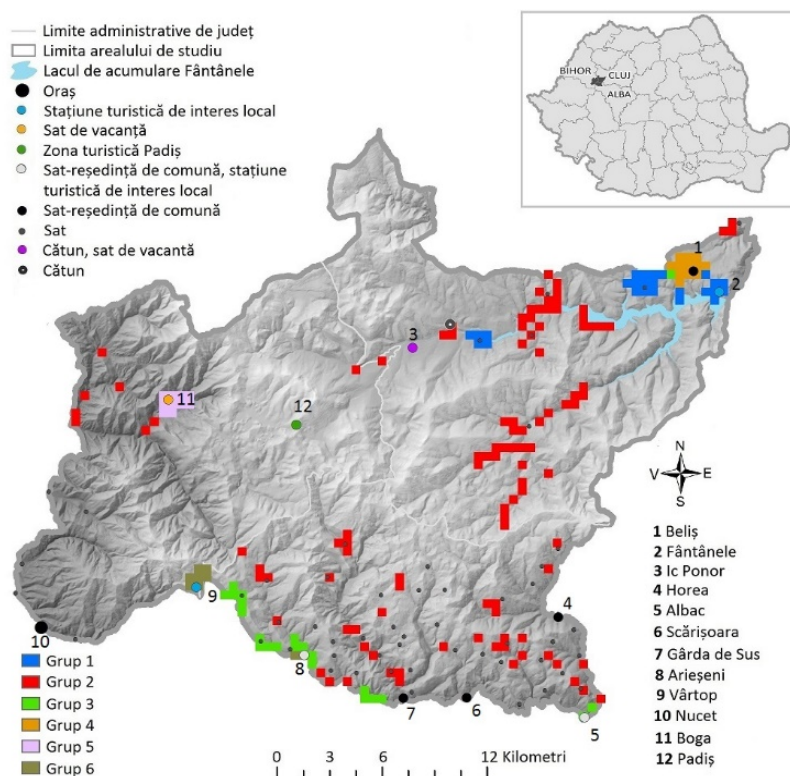 Limite administrative de județ
Limita arealului de studiu
Lacul de acumulare Fântânele
Oraș
Stațiune turistică de interes local
Sat de vacanță
Zona turistică Padiș
Sat-reședință de comună, stațiune
turistică de interes local
Sat-reședință de comună
Sat
Cătun, sat de vacantă
Cătun
BIHOR
CLUJ
ALBA
1
2
3
11
12
N
V E
S
4
9
10
8
7
6
5
1 Beliș
2 Fântânele
3 Ic Ponor
4 Horea
5 Albac
6 Scărișoara
7 Gârda de Sus
8 Arieșeni
9 Vârtop
10 Nucet
11 Boga
12 Padiș
Grup 1
Grup 2
Grup 3
Grup 4
Grup 5
Grup 6
0 3 6 12 Kilometri